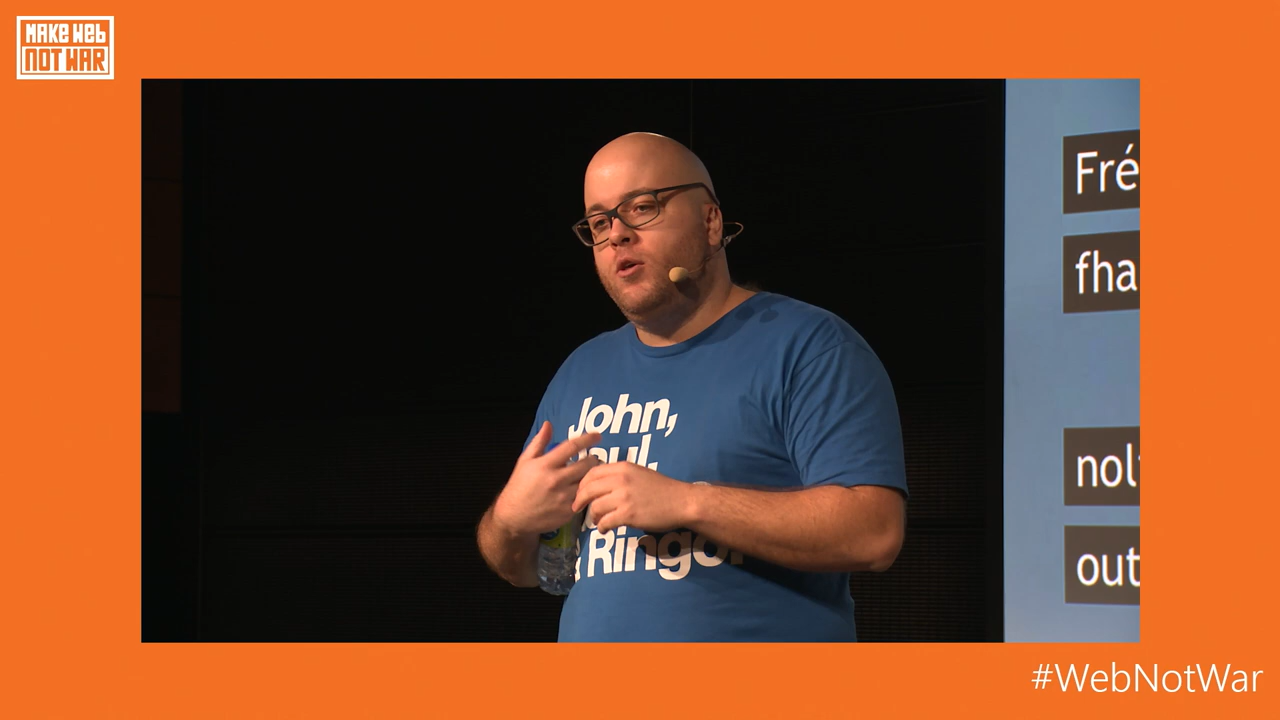 MAKE WEB
NOT WAR
Fré
fha
nol
out
John,
Ringo.
#WebNotWar